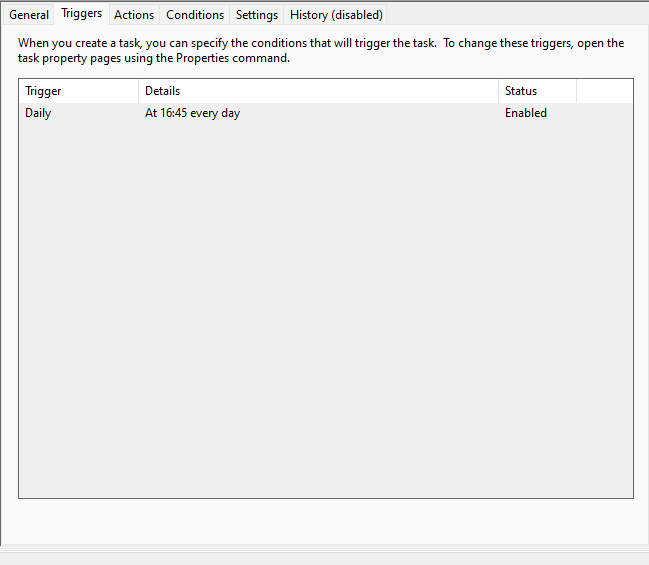 General Triggers Actions Conditions Settings History (disabled)
When you create a task, you can specify the conditions that will trigger the task.  To change these triggers, open the
task property pages using the Properties command.
Trigger Details Status
Daily At 16:45 every day Enabled